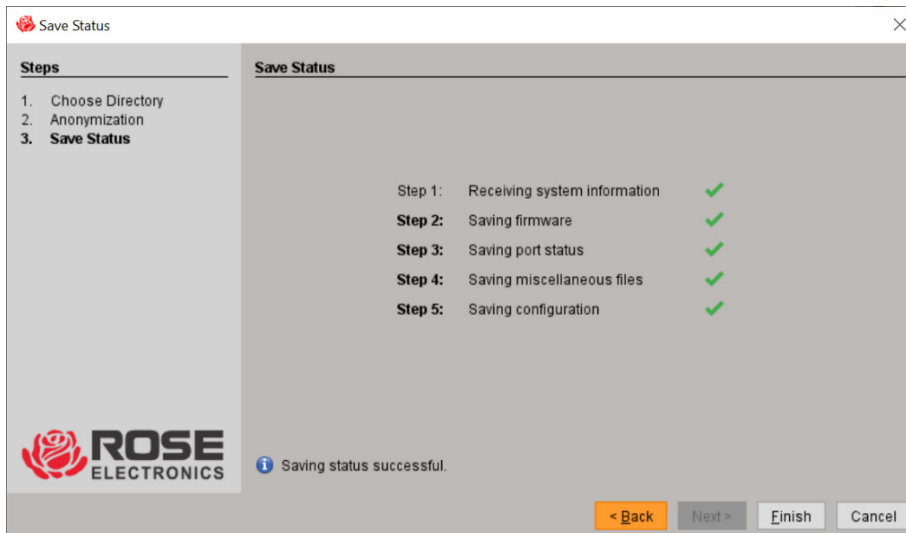 Save Status
Steps
1. Choose Directory
2. Anonymization
3. Save Status
Save Status
Step 1: Receiving system information
Step 2: Saving firmware
Step 3: Saving port status
Step 4: Saving miscellaneous files
Step 5: Saving configuration
ROSE
ELECTRONICS
Saving status successful.
< Back Next > Finish Cancel